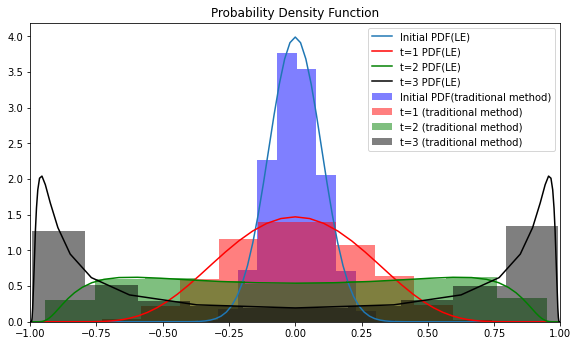 Probability Density Function
4.0
3.5
3.0
2.5
2.0
1.5
1.0
0.5
0.0
Initial PDF(LE)
t=1 PDF(LE)
t=2 PDF(LE)
t=3 PDF(LE)
Initial PDF(traditional method)
t=1 (traditional method)
t=2 (traditional method)
t=3 (traditional method)
−1.00 −0.75 −0.50 −0.25 0.00 0.25 0.50 0.75 1.00